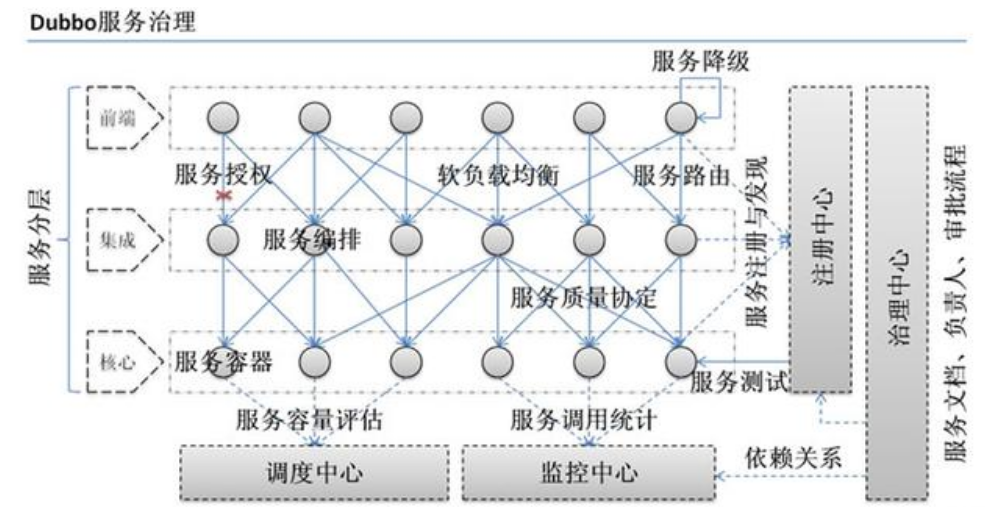 Dubbo服务治理
服务降级
前端
服务授权
软负载均衡
服务路由
服务分层
集成
服务编排
服务注册与发现
注册中心
治理中心
服务文档、负责人、审批流程
服务质量协定
核心
服务容器
服务测试
服务容量评估
服务调用统计
依赖关系
调度中心
监控中心